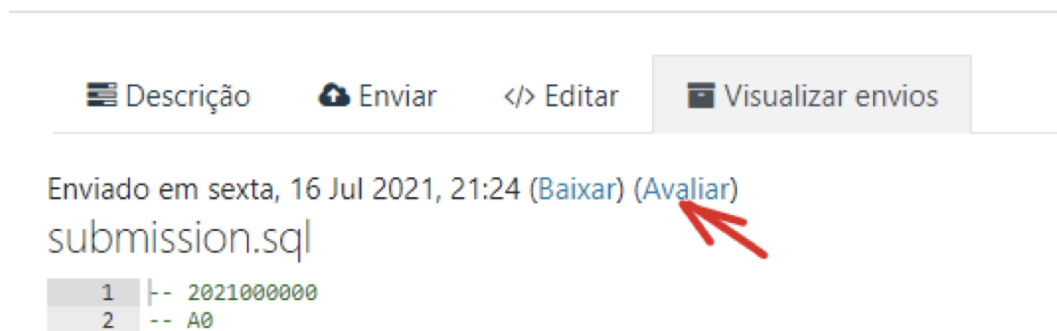 Descrição Enviar </> Editar Visualizar envios
Enviado em sexta, 16 Jul 2021, 21:24 (Baixar) (Avaliar)
submission.sql
1 -- 2021000000
2 -- A0